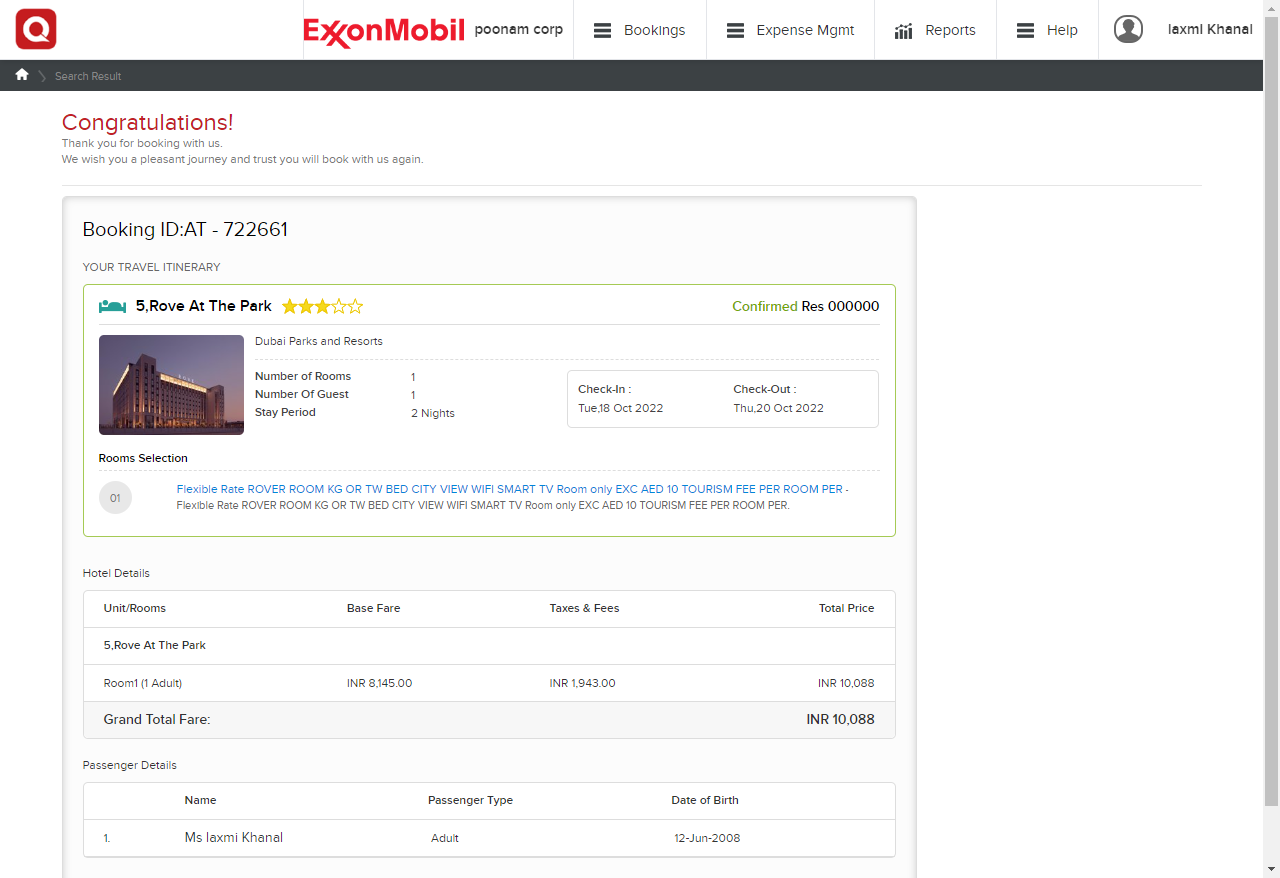 Q
ExxonMobil poonam corp Bookings Expense Mgmt Reports Help laxmI Khanal
Search Result
Congratulations!
Thank you for booking with us.
We wish you a pleasant journey and trust you will book with us again.
Booking ID:AT - 722661
YOUR TRAVEL ITINERARY
5,Rove At The Park Confirmed Res 000000
Dubai Parks and Resorts
Number of Rooms 1
Number Of Guest 1
Stay Period 2 Nights
Check-In : Check-Out :
Tue,18 Oct 2022 Thu,20 Oct 2022
Rooms Selection
01 Flexible Rate ROVER ROOM KG OR TW BED CITY VIEW WIFI SMART TV Room only EXC AED 10 TOURISM FEE PER ROOM PER -
Flexible Rate ROVER ROOM KG OR TW BED CITY VIEW WIFI SMART TV Room only EXC AED 10 TOURISM FEE PER ROOM PER.
Hotel Details
Unit/Rooms Base Fare Taxes & Fees Total Price
5,Rove At The Park
Room1 (1 Adult) INR 8,145.00 INR 1,943.00 INR 10,088
Grand Total Fare: INR 10,088
Passenger Details
Name Passenger Type Date of Birth
1. Ms laxmi Khanal Adult 12-Jun-2008